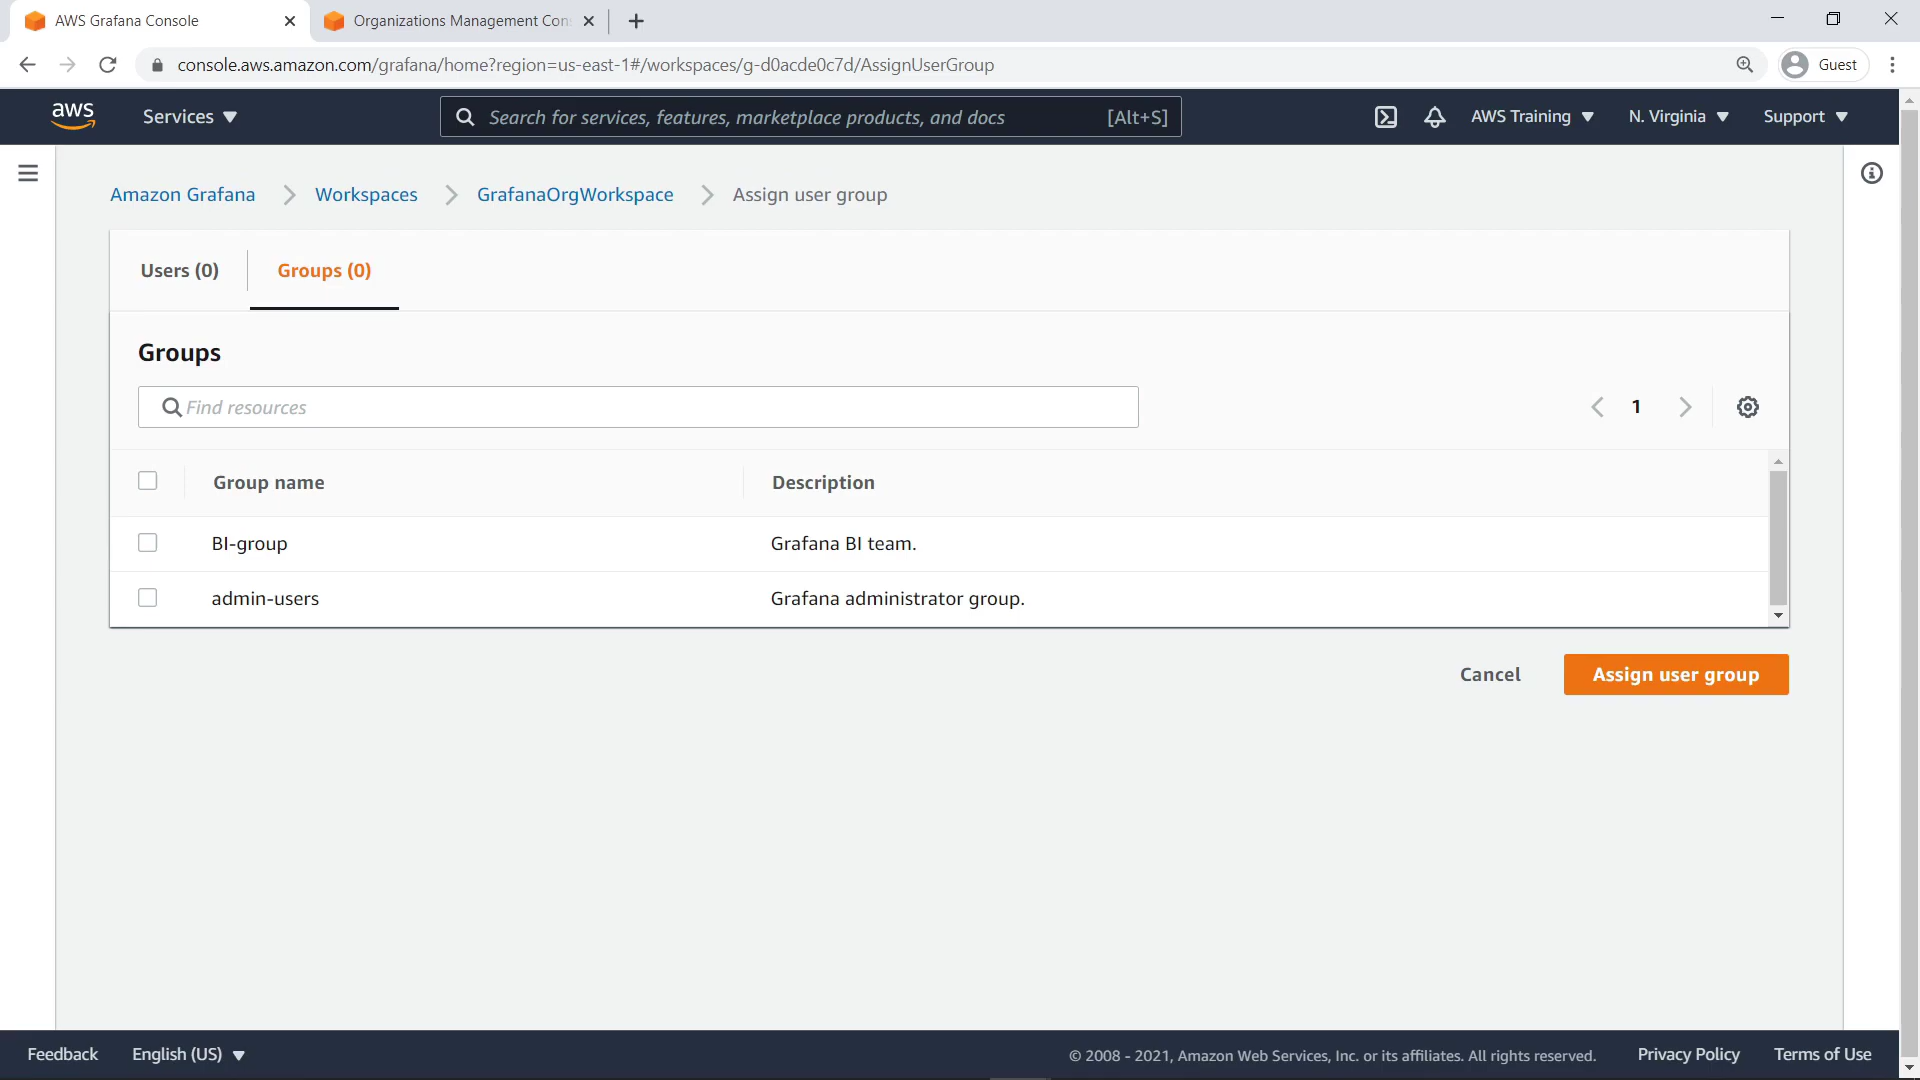 AWS Grafana Console
Organizations Management Con
console.aws.amazon.com/grafana/home?region=us-east-1#/workspaces/g-d0acde0c7d/AssignUserGroup
Guest
aws
Services
Search for services, features, marketplace products, and docs
[Alt+S]
AWS Training
N. Virginia
Support
Amazon Grafana
Workspaces
GrafanaOrgWorkspace
Assign user group
Users (0)
Groups (0)
Groups
Find resources
1
Group name
Description
BI-group
Grafana BI team.
admin-users
Grafana administrator group.
Cancel
Assign user group
Feedback
English (US)
© 2008 - 2021, Amazon Web Services, Inc. or its affiliates. All rights reserved.
Privacy Policy
Terms of Use